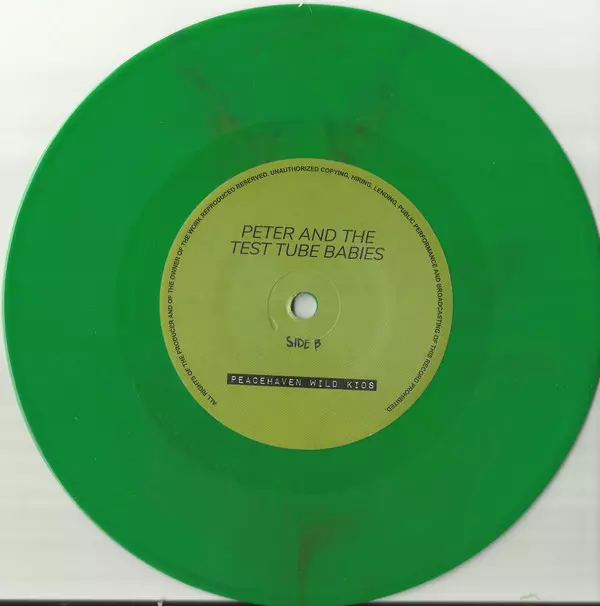 ALL RIGHTS OF THE PRODUCER AND OF THE OWNER OF THE WORK REPRODUCED RESERVED. UNAUTHORIZED COPYING, HIRING, LENDING, PUBLIC PERFORMANCE AND BROADCASTING OF THIS RECORD PROHIBITED.
PETER AND THE
TEST TUBE BABIES
SIDE B
PEACEHAVEN WILD KIDS